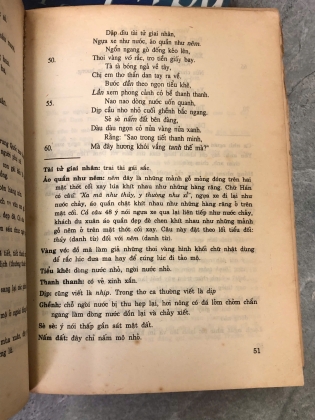 Dập dìu tài tử giai nhân,
Ngựa xe như nước, áo quần như nêm.
Ngổn ngang gò đống kéo lên,
50. Thoi vàng vó rắc, tro tiền giấy bay.
Tà tà bóng ngả về tây,
Chị em thơ thẩn dan tay ra về.
Bước dần theo ngọn tiểu khê,
Lần xem phong cảnh có bề thanh thanh.
55. Nao nao dòng nước uốn quanh,
Dịp cầu nho nhỏ cuối ghềnh bắc ngang.
Sè sè nấm đất bên đàng,
Dàu dàu ngọn cỏ nửa vàng nửa xanh.
Rằng: "Sao trong tiết thanh minh,
60. Mà đây hương khói vắng tanh thế mà?"
Tài tử giai nhân: trai tài gái sắc.
Áo quần như nêm: nêm đây là những mảnh gỗ mỏng đóng trên hai
mặt thớt cối xay lúa khít nhau như những hàng răng. Chữ Hán
có câu: "Xa mã như thủy, y thường như" ngựa xe đi lại như
nước chảy, áo quần chật khít nhau như những hàng răng ở trên
mặt thớt cối. Cả câu 48 ý nói ngựa xe qua lại liên tiếp như nước chảy,
khách du xuân áo quần đẹp đẽ chen khít nhau như những mảnh
gỗ nêm ở trên mặt thớt cối xay. Câu này đặt theo lối tiểu đối:
thủy (danh từ) đối với nêm (danh từ).
Vàng vó: đồ mã làm giả những thoi vàng hình khối chữ nhật dùng
để rắc lúc đưa ma hay để cúng lúc đi tảo mộ.
Tiểu khê: dòng nước nhỏ, ngòi nước nhỏ.
Thanh thanh: có vẻ xinh xắn.
Dịp: cũng viết là nhịp. Trong thơ ca thường viết là dịp
Ghềnh: chỗ ngòi nước bị thu hẹp lại, hơi nông có đá lởm chởm chắn
ngang làm dòng nước dồn lại và chảy xiết.
Sè sè: ý nói thấp gần sát mặt đất.
Nấm đất: đây chỉ nấm mộ nhỏ.
51